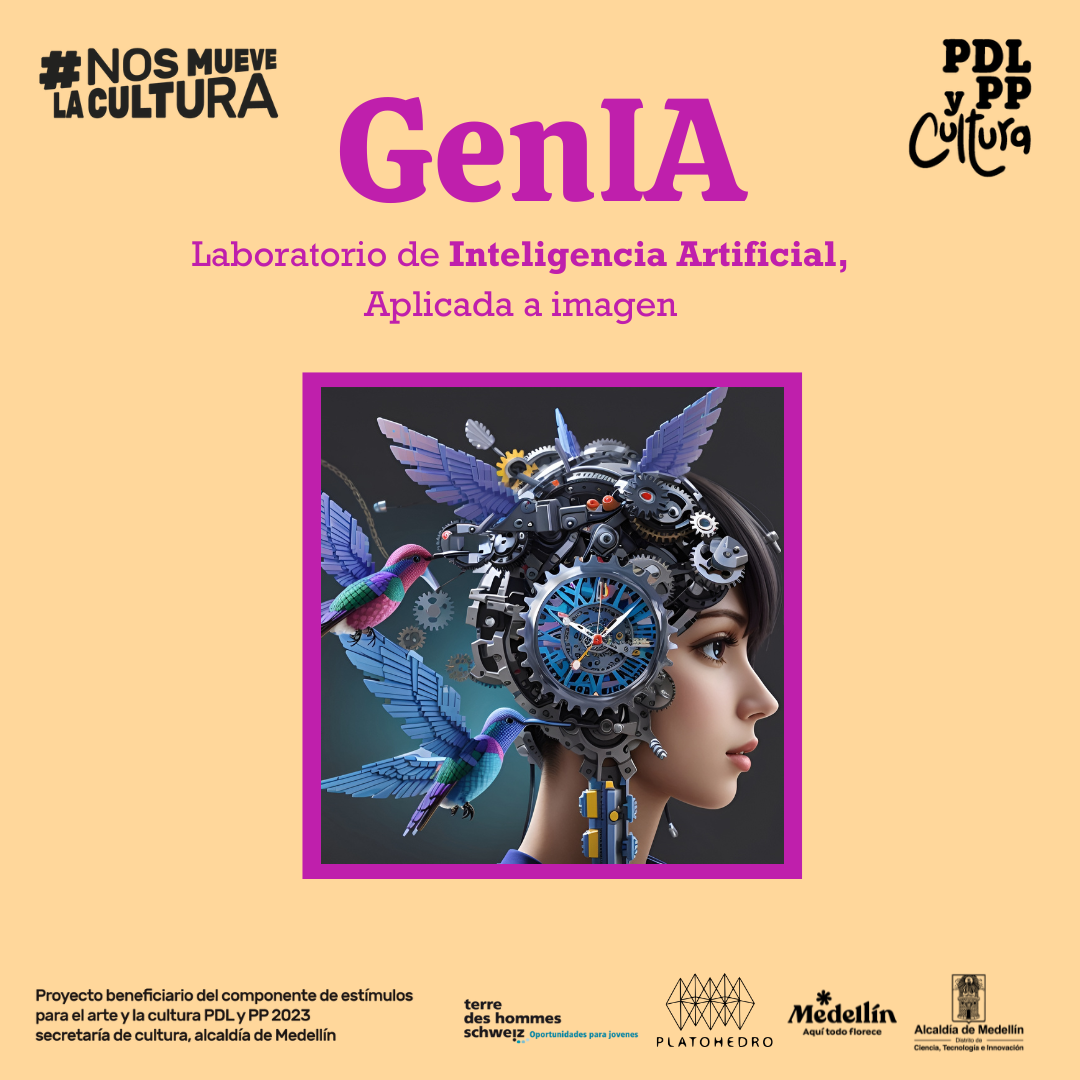 #NOS MUEVE
LA CULTURA
PDL
y PP
Cultura
GenIA
Laboratorio de Inteligencia Artificial,
Aplicada a imagen
Proyecto beneficiario del componente de estímulos
para el arte y la cultura PDL y PP 2023
secretaría de cultura, alcaldía de Medellín
terre
des hommes
schweiz Oportunidades para jovenes
PLATOHEDRO
Medellín
Aquí todo florece
Alcaldía de Medellín
Distrito de
Ciencia, Tecnología e Innovación